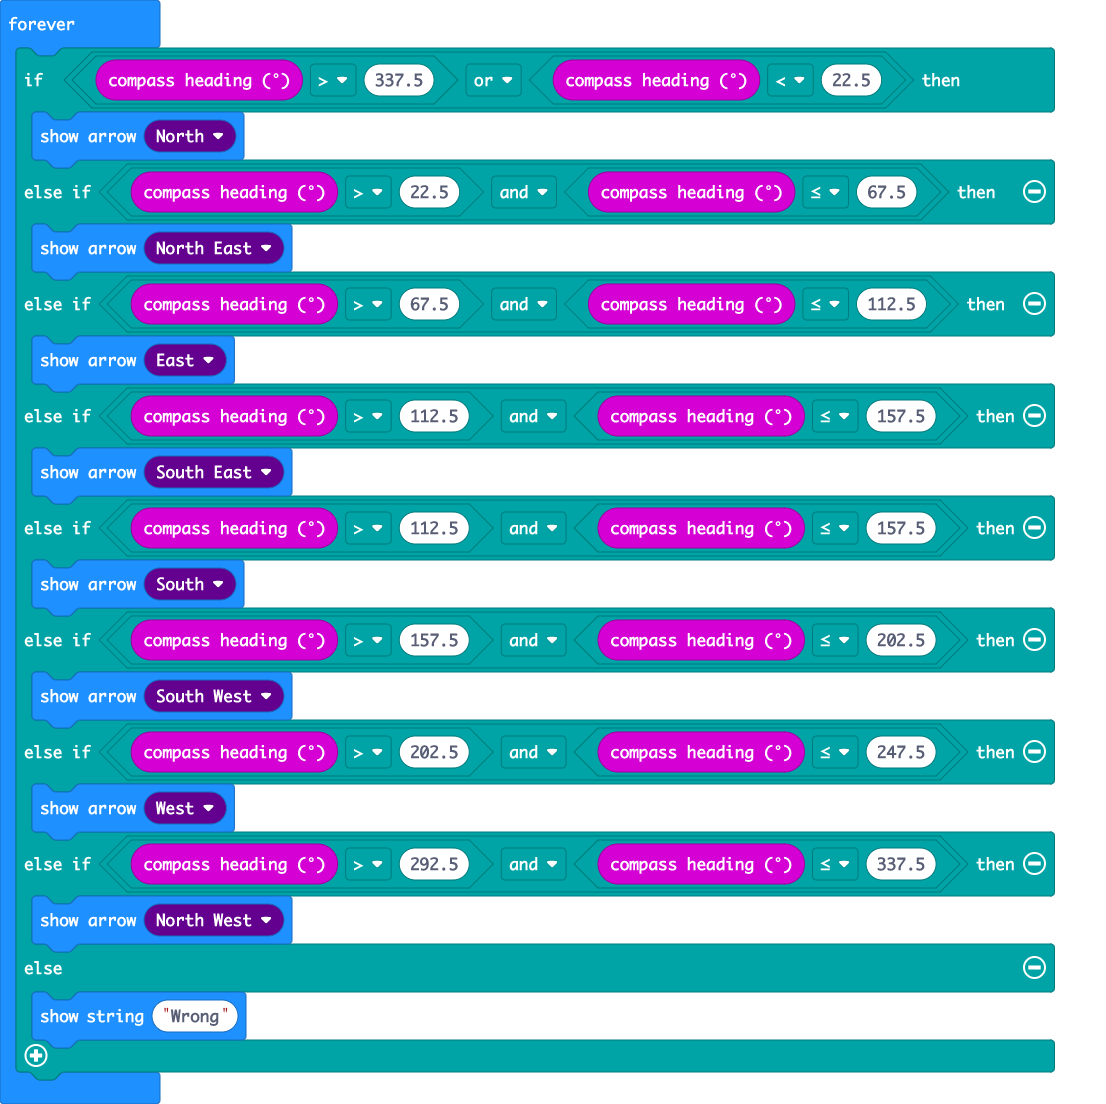 forever
if compass heading (°) > 337.5 or compass heading (°) < 22.5 then
show arrow North
else if compass heading (°) > 22.5 and compass heading (°) ≤ 67.5 then
show arrow North East
else if compass heading (°) > 67.5 and compass heading (°) ≤ 112.5 then
show arrow East
else if compass heading (°) > 112.5 and compass heading (°) ≤ 157.5 then
show arrow South East
else if compass heading (°) > 112.5 and compass heading (°) ≤ 157.5 then
show arrow South
else if compass heading (°) > 157.5 and compass heading (°) ≤ 202.5 then
show arrow South West
else if compass heading (°) > 202.5 and compass heading (°) ≤ 247.5 then
show arrow West
else if compass heading (°) > 292.5 and compass heading (°) ≤ 337.5 then
show arrow North West
else
show string "Wrong"